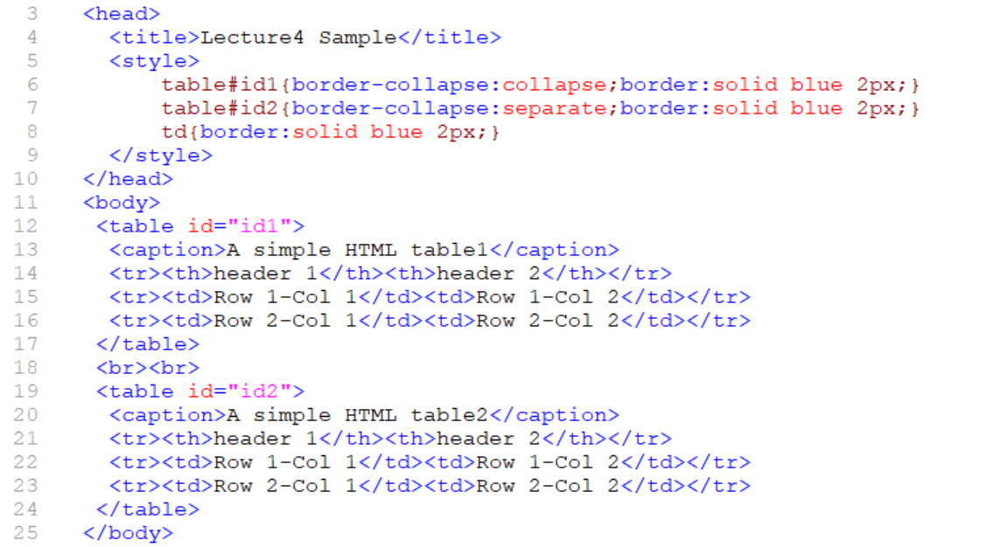 3 <head>
4 <title>Lecture4 Sample</title>
5 <style>
6 table#id1{border-collapse:collapse;border:solid blue 2px;}
7 table#id2{border-collapse:separate;border:solid blue 2px;}
8 td{border:solid blue 2px;}
9 </style>
10 </head>
11 <body>
12 <table id="id1">
13 <caption>A simple HTML table1</caption>
14 <tr><th>header 1</th><th>header 2</th></tr>
15 <tr><td>Row 1-Col 1</td><td>Row 1-Col 2</td></tr>
16 <tr><td>Row 2-Col 1</td><td>Row 2-Col 2</td></tr>
17 </table>
18 <br><br>
19 <table id="id2">
20 <caption>A simple HTML table2</caption>
21 <tr><th>header 1</th><th>header 2</th></tr>
22 <tr><td>Row 1-Col 1</td><td>Row 1-Col 2</td></tr>
23 <tr><td>Row 2-Col 1</td><td>Row 2-Col 2</td></tr>
24 </table>
25 </body>